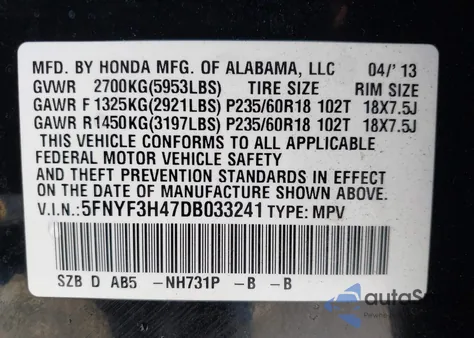 MFD. BY HONDA MFG. OF ALABAMA, LLC 04/'13
GVWR 2700KG(5953LBS) TIRE SIZE RIM SIZE
GAWR F 1325KG(2921LBS) P235/60R18 102T 18X7.5J
GAWR R1450KG(3197LBS) P235/60R18 102T 18X7.5J
THIS VEHICLE CONFORMS TO ALL APPLICABLE
FEDERAL MOTOR VEHICLE SAFETY
AND THEFT PREVENTION STANDARDS IN EFFECT
ON DATE OF MANUFACTURE SHOWN ABOVE.
V.I.N.:5FNYF3H47DB033241 TYPE: MPV
SZB D AB5 -NH731P -B -B